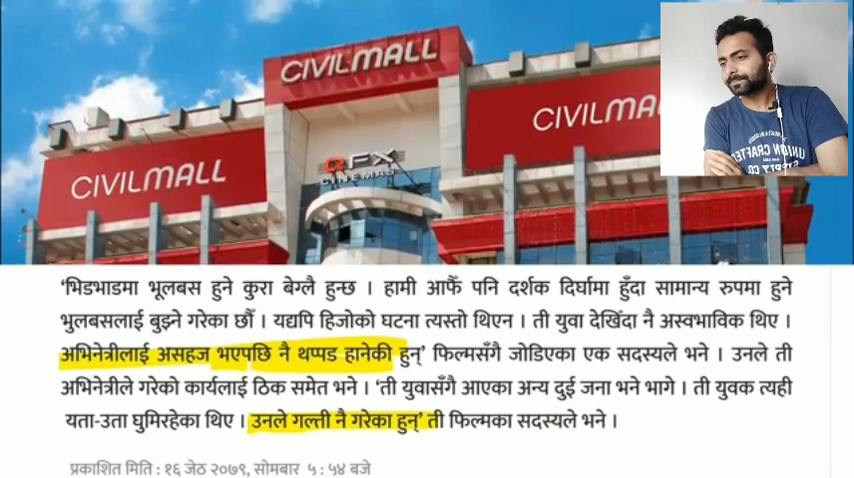 CIVILMALL
CIVILMA
CIVILMALL
QFX
CINEMAS
UNION CRAFTE
‘भिडभाडमा भूलबस हुने कुरा बेग्लै हुन्छ । हामी आफैँ पनि दर्शक दिर्घामा हुँदा सामान्य रुपमा हुने
भुलबसलाई बुझ्ने गरेका छौँ । यद्यपि हिजोको घटना त्यस्तो थिएन । ती युवा देखिँदा नै अस्वभाविक थिए ।
अभिनेत्रीलाई असहज भएपछि नै थप्पड हानेकी हुन्’ फिल्मसँगै जोडिएका एक सदस्यले भने । उनले ती
अभिनेत्रीले गरेको कार्यलाई ठिक समेत भने । ‘ती युवासँगै आएका अन्य दुई जना भने भागे । ती युवक त्यही
यता-उता घुमिरहेका थिए । उनले गल्ती नै गरेका हुन्’ ती फिल्मका सदस्यले भने ।
प्रकाशित मिति : १६ जेठ २०७९, सोमबार ५ : ५४ बजे